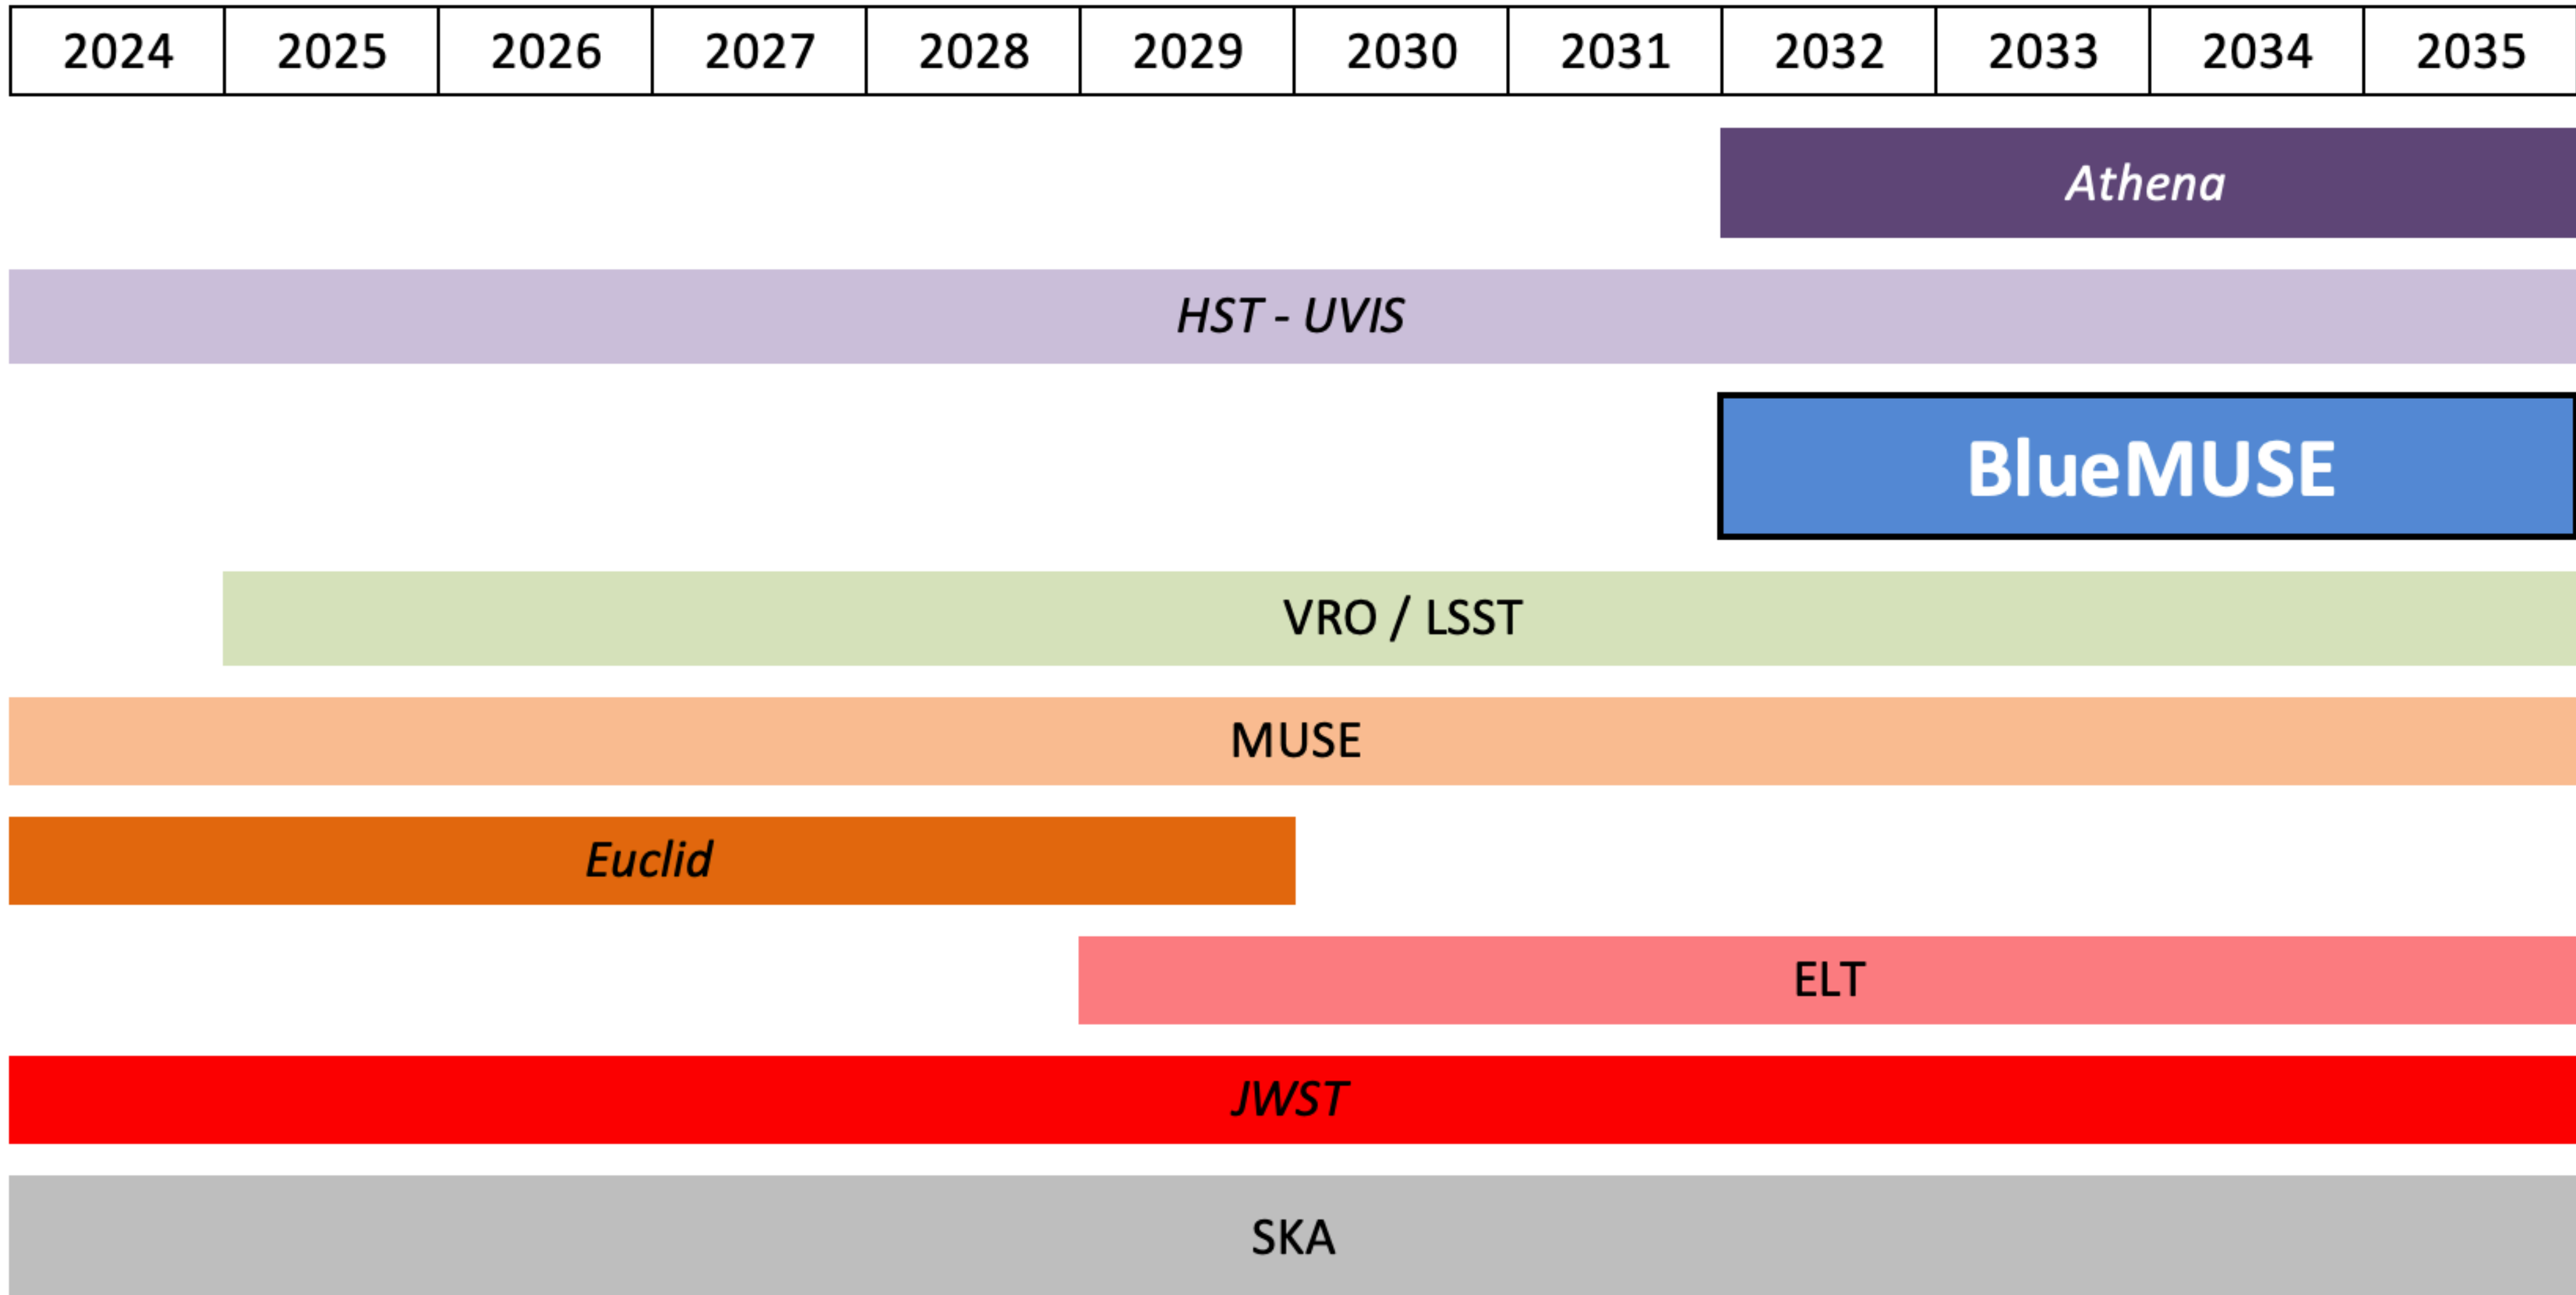 2024 2025 2026 2027 2028 2029 2030 2031 2032 2033 2034 2035
Athena
HST - UVIS
BlueMUSE
VRO / LSST
MUSE
Euclid
ELT
JWST
SKA